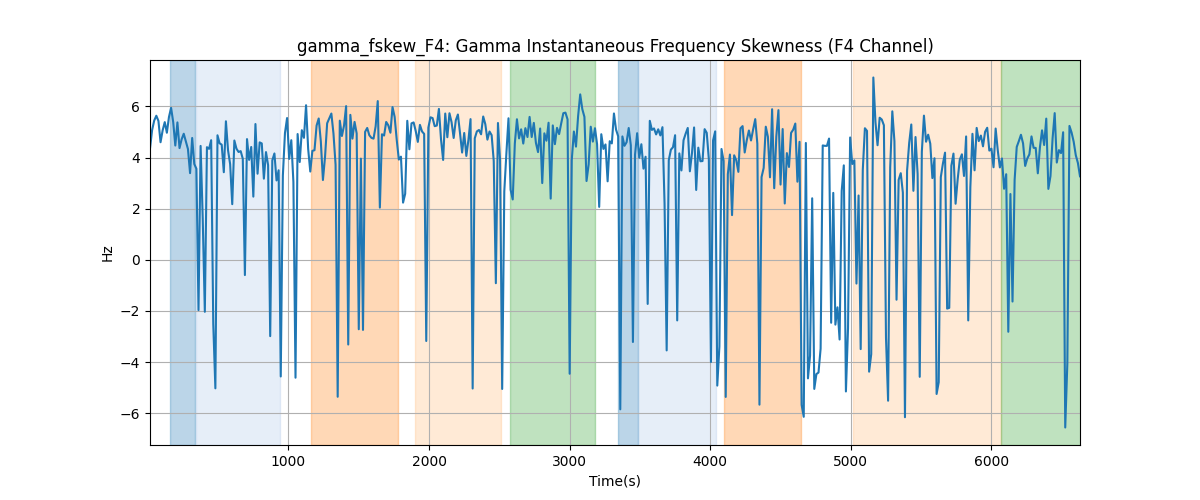 gamma_fskew_F4: Gamma Instantaneous Frequency Skewness (F4 Channel)
6
4
2
0
−2
−4
−6
Hz
1000 2000 3000 4000 5000 6000
Time(s)